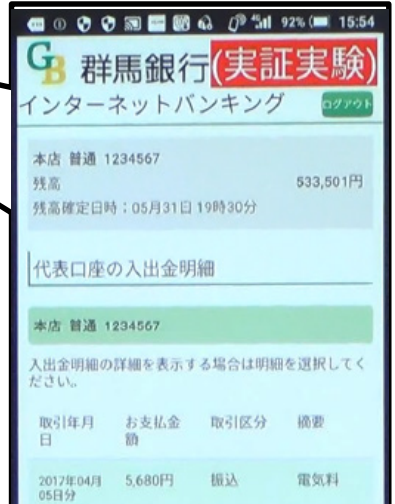 92% 15:54
GB 群馬銀行(実証実験)
インターネットバンキング ログアウト
本店 普通 1234567
残高 533,501円
残高確定日時：05月31日 19時30分
代表口座の入出金明細
本店 普通 1234567
入出金明細の詳細を表示する場合は明細を選択してく
ださい。
取引年月 お支払金 取引区分 摘要
日 額
2017年04月 5,680円 振込 電気料
05日分